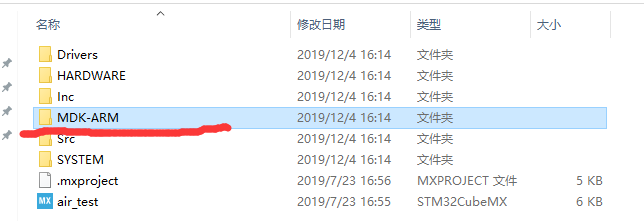 名称 修改日期 类型 大小
Drivers 2019/12/4 16:14 文件夹
HARDWARE 2019/12/4 16:14 文件夹
Inc 2019/12/4 16:14 文件夹
MDK-ARM 2019/12/4 16:14 文件夹
Src 2019/12/4 16:14 文件夹
SYSTEM 2019/12/4 16:14 文件夹
.mxproject 2019/7/23 16:56 MXPROJECT 文件 5 KB
MX air_test 2019/7/23 16:55 STM32CubeMX 6 KB